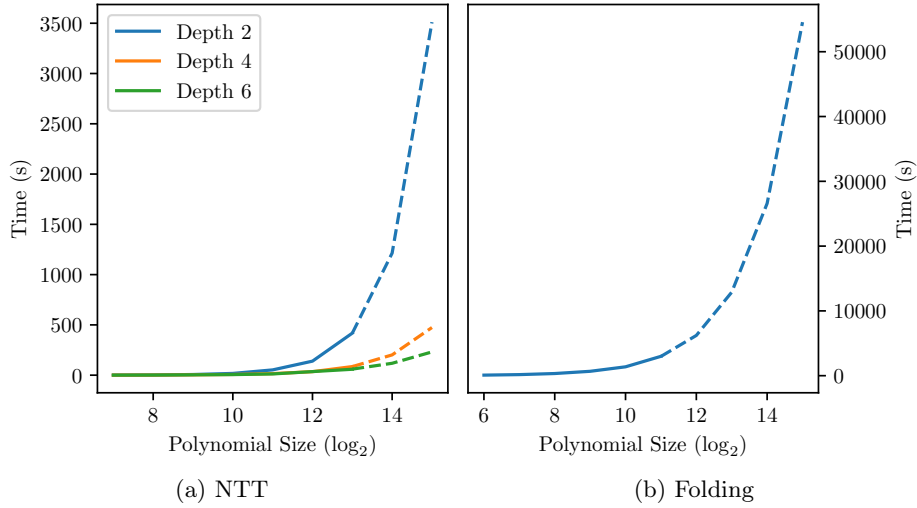 3500
3000
2500
2000
1500
1000
500
0
Time (s)
Depth 2
Depth 4
Depth 6
8 10 12 14
Polynomial Size (log₂)
(a) NTT
50000
40000
30000
20000
10000
0
Time (s)
6 8 10 12 14
Polynomial Size (log₂)
(b) Folding